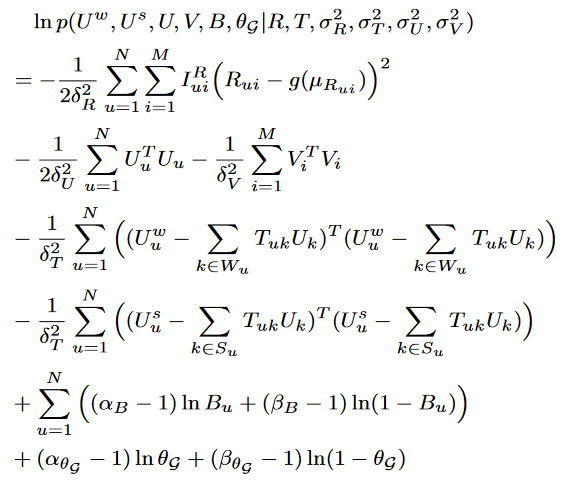 ln p(U^w, U^s, U, V, B, θ_𝒢 | R, T, σ_R^2, σ_T^2, σ_U^2, σ_V^2)
= − \frac{1}{2δ_R^2} \sum_{u=1}^{N} \sum_{i=1}^{M} I_{ui}^R (R_{ui} − g(μ_{R_{ui}}))^2
− \frac{1}{2δ_U^2} \sum_{u=1}^{N} U_u^T U_u − \frac{1}{δ_V^2} \sum_{i=1}^{M} V_i^T V_i
− \frac{1}{δ_T^2} \sum_{u=1}^{N} ((U_u^w − \sum_{k∈W_u} T_{uk} U_k)^T (U_u^w − \sum_{k∈W_u} T_{uk} U_k))
− \frac{1}{δ_T^2} \sum_{u=1}^{N} ((U_u^s − \sum_{k∈S_u} T_{uk} U_k)^T (U_u^s − \sum_{k∈S_u} T_{uk} U_k))
+ \sum_{u=1}^{N} ((α_B − 1) ln B_u + (β_B − 1) ln(1 − B_u))
+ (α_{θ_𝒢} − 1) ln θ_𝒢 + (β_{θ_𝒢} − 1) ln(1 − θ_𝒢)